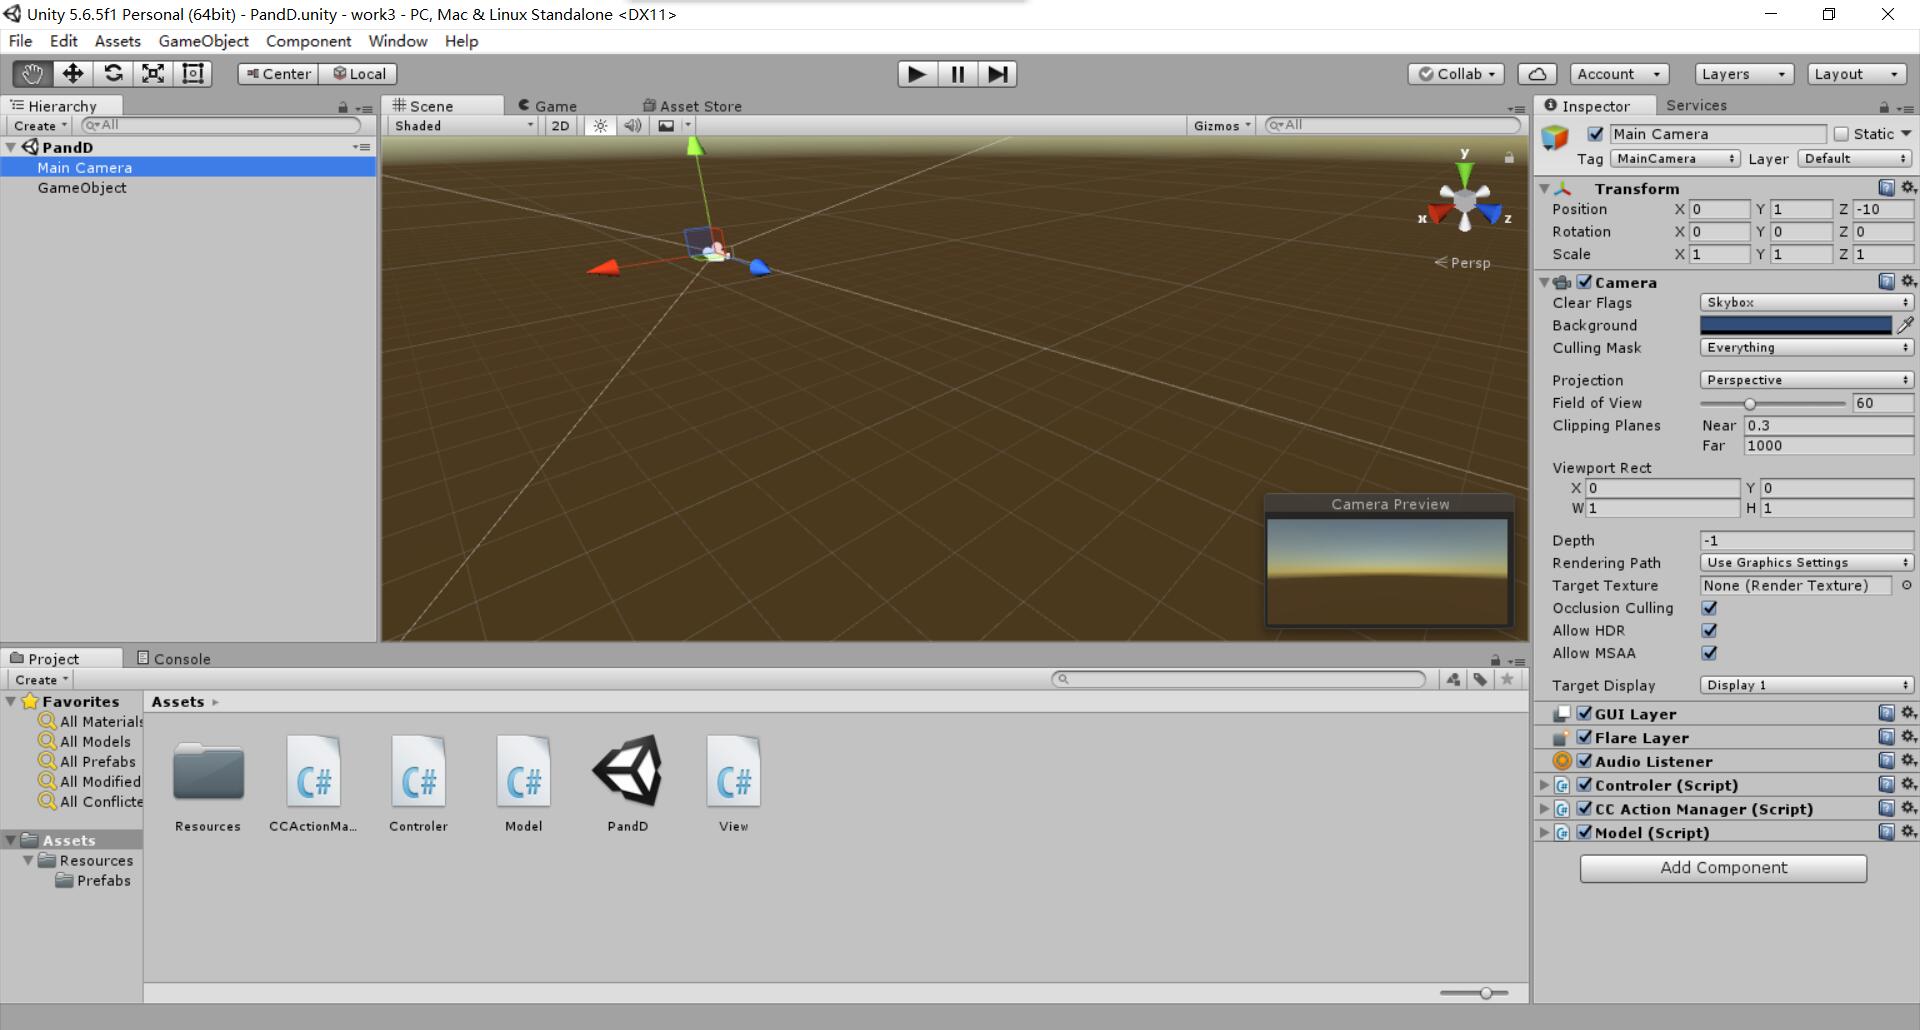 Unity 5.6.5f1 Personal (64bit) - PandD.unity - work3 - PC, Mac & Linux Standalone <DX11>
File Edit Assets GameObject Component Window Help
Center Local Collab Account Layers Layout
Hierarchy
Create All
PandD
Main Camera
GameObject
Scene Game Asset Store
Shaded 2D Gizmos All
y
x
z
Persp
Camera Preview
Inspector Services
Main Camera Static
Tag MainCamera Layer Default
Transform
Position X 0 Y 1 Z -10
Rotation X 0 Y 0 Z 0
Scale X 1 Y 1 Z 1
Camera
Clear Flags Skybox
Background
Culling Mask Everything
Projection Perspective
Field of View 60
Clipping Planes Near 0.3
Far 1000
Viewport Rect
X 0 Y 0
W 1 H 1
Depth -1
Rendering Path Use Graphics Settings
Target Texture None (Render Texture)
Occlusion Culling
Allow HDR
Allow MSAA
Target Display Display 1
GUI Layer
Flare Layer
Audio Listener
Controler (Script)
CC Action Manager (Script)
Model (Script)
Add Component
Project Console
Create
Favorites
All Materials
All Models
All Prefabs
All Modified
All Conflicte
Assets
Resources
Prefabs
Assets
C# C# C# C#
Resources CCActionMa... Controler Model PandD View